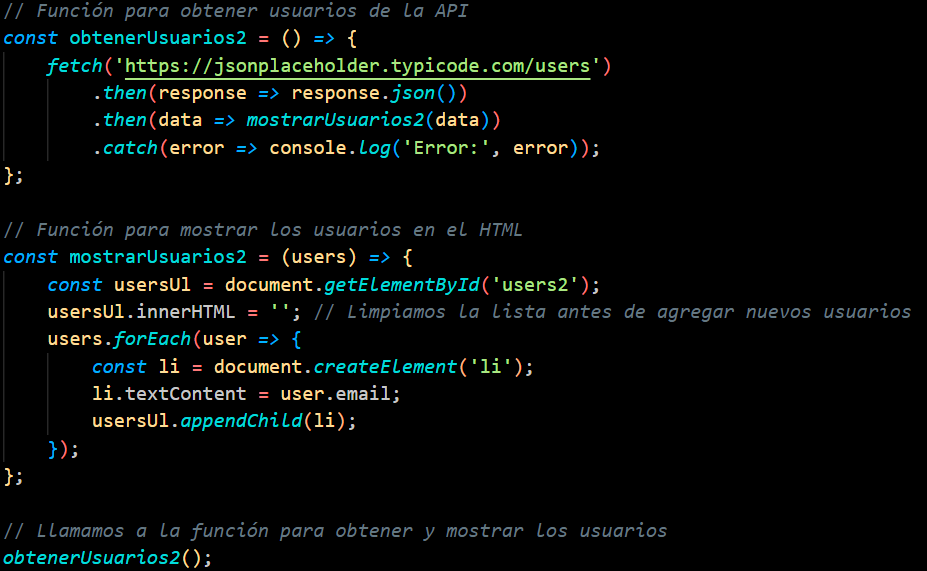 // Función para obtener usuarios de la API
const obtenerUsuarios2 = () => {
    fetch('https://jsonplaceholder.typicode.com/users')
        .then(response => response.json())
        .then(data => mostrarUsuarios2(data))
        .catch(error => console.log('Error:', error));
};

// Función para mostrar los usuarios en el HTML
const mostrarUsuarios2 = (users) => {
    const usersUl = document.getElementById('users2');
    usersUl.innerHTML = ''; // Limpiamos la lista antes de agregar nuevos usuarios
    users.forEach(user => {
        const li = document.createElement('li');
        li.textContent = user.email;
        usersUl.appendChild(li);
    });
};

// Llamamos a la función para obtener y mostrar los usuarios
obtenerUsuarios2();